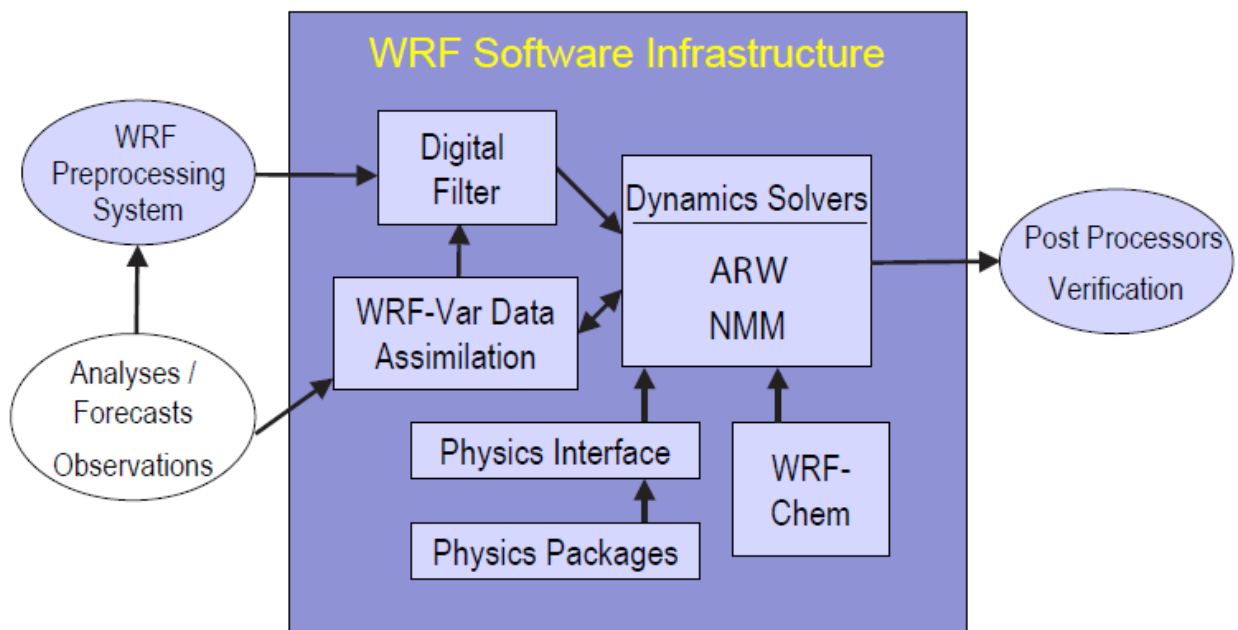 WRF Software Infrastructure
WRF
Preprocessing
System
Digital
Filter
Dynamics Solvers
ARW
NMM
Post Processors
Verification
WRF-Var Data
Assimilation
Analyses /
Forecasts
Observations
Physics Interface
WRF-
Chem
Physics Packages